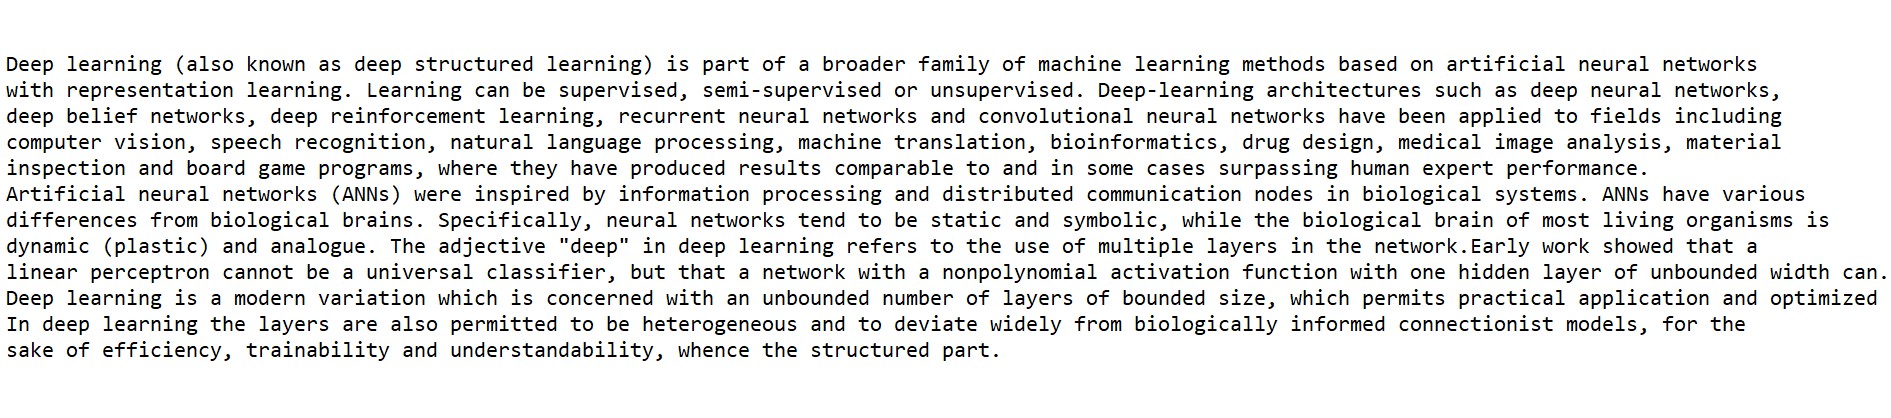 Deep learning (also known as deep structured learning) is part of a broader family of machine learning methods based on artificial neural networks
with representation learning. Learning can be supervised, semi-supervised or unsupervised. Deep-learning architectures such as deep neural networks,
deep belief networks, deep reinforcement learning, recurrent neural networks and convolutional neural networks have been applied to fields including
computer vision, speech recognition, natural language processing, machine translation, bioinformatics, drug design, medical image analysis, material
inspection and board game programs, where they have produced results comparable to and in some cases surpassing human expert performance.
Artificial neural networks (ANNs) were inspired by information processing and distributed communication nodes in biological systems. ANNs have various
differences from biological brains. Specifically, neural networks tend to be static and symbolic, while the biological brain of most living organisms is
dynamic (plastic) and analogue. The adjective "deep" in deep learning refers to the use of multiple layers in the network.Early work showed that a
linear perceptron cannot be a universal classifier, but that a network with a nonpolynomial activation function with one hidden layer of unbounded width can.
Deep learning is a modern variation which is concerned with an unbounded number of layers of bounded size, which permits practical application and optimized
In deep learning the layers are also permitted to be heterogeneous and to deviate widely from biologically informed connectionist models, for the
sake of efficiency, trainability and understandability, whence the structured part.